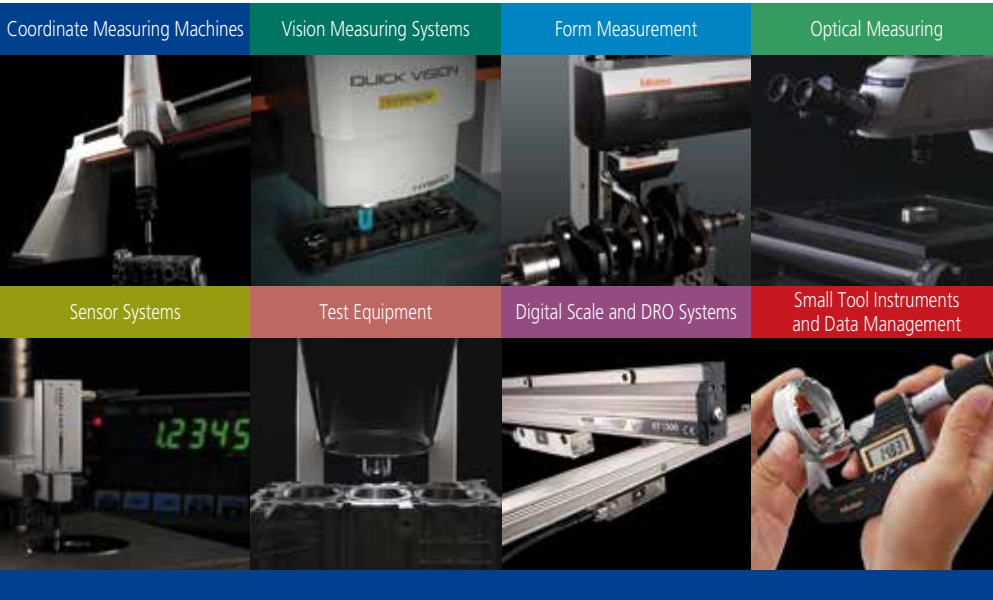 Coordinate Measuring Machines
Vision Measuring Systems
Form Measurement
Optical Measuring
QUICK VISION
HYBRID
Mitutoyo
Sensor Systems
Test Equipment
Digital Scale and DRO Systems
Small Tool Instruments
and Data Management
1.2345